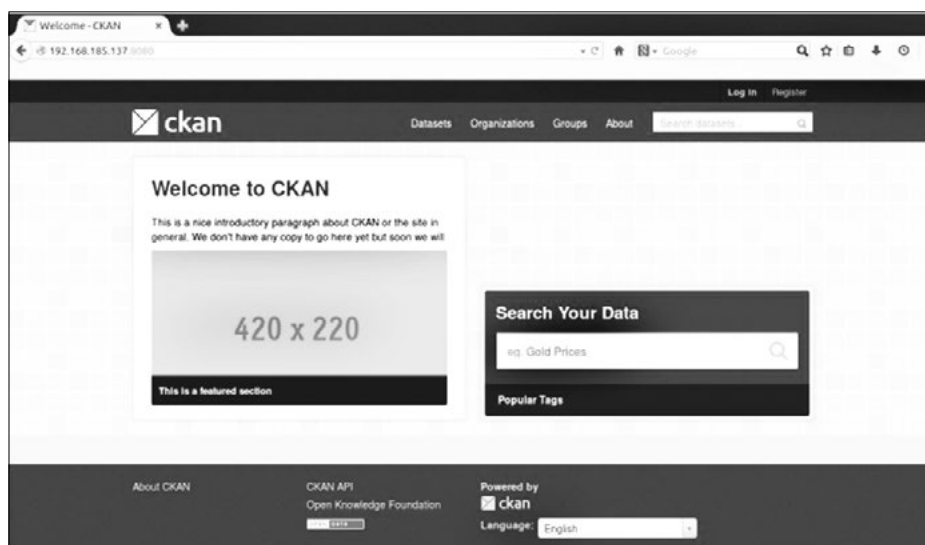 Welcome - CKAN
192.168.185.137:8080
Google
Log in Register
ckan
Datasets Organizations Groups About Search datasets...
Welcome to CKAN
This is a nice introductory paragraph about CKAN or the site in
general. We don't have any copy to go here yet but soon we will
420 x 220
This is a featured section
Search Your Data
eg. Gold Prices
Popular Tags
About CKAN
CKAN API
Open Knowledge Foundation
Powered by
ckan
Language: English